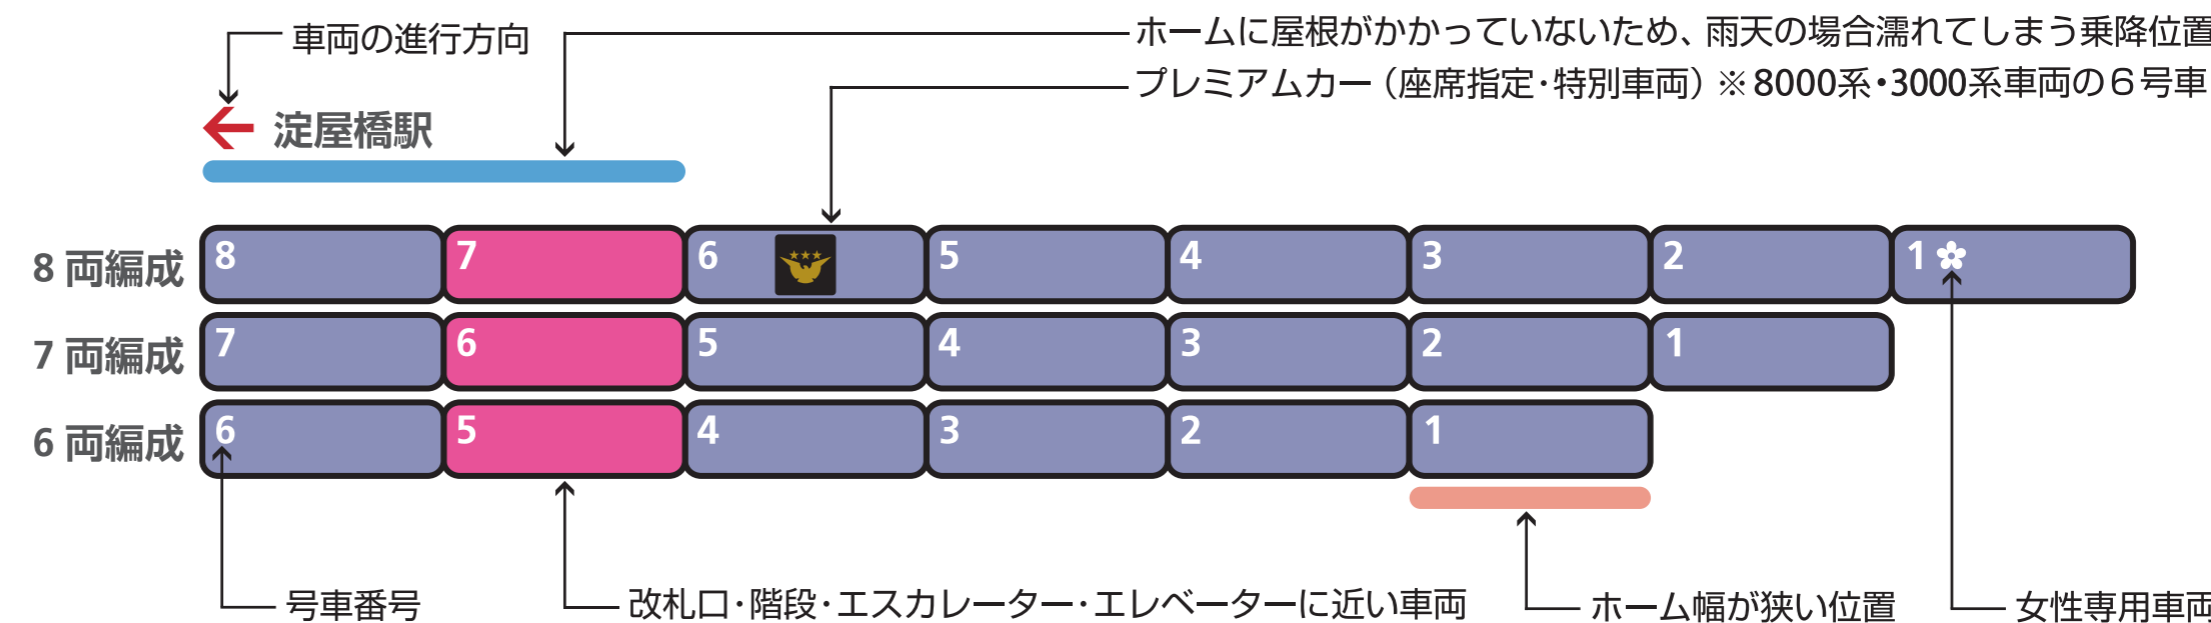 車両の進行方向
ホームに屋根がかかっていないため、雨天の場合濡れてしまう乗降位置
プレミアムカー（座席指定･特別車両）※8000系・3000系車両の６号車
淀屋橋駅
8 両編成 8 7 6 5 4 3 2 1
7 両編成 7 6 5 4 3 2 1
6 両編成 6 5 4 3 2 1
号車番号
改札口･階段･エスカレーター･エレベーターに近い車両
ホーム幅が狭い位置
女性専用車両